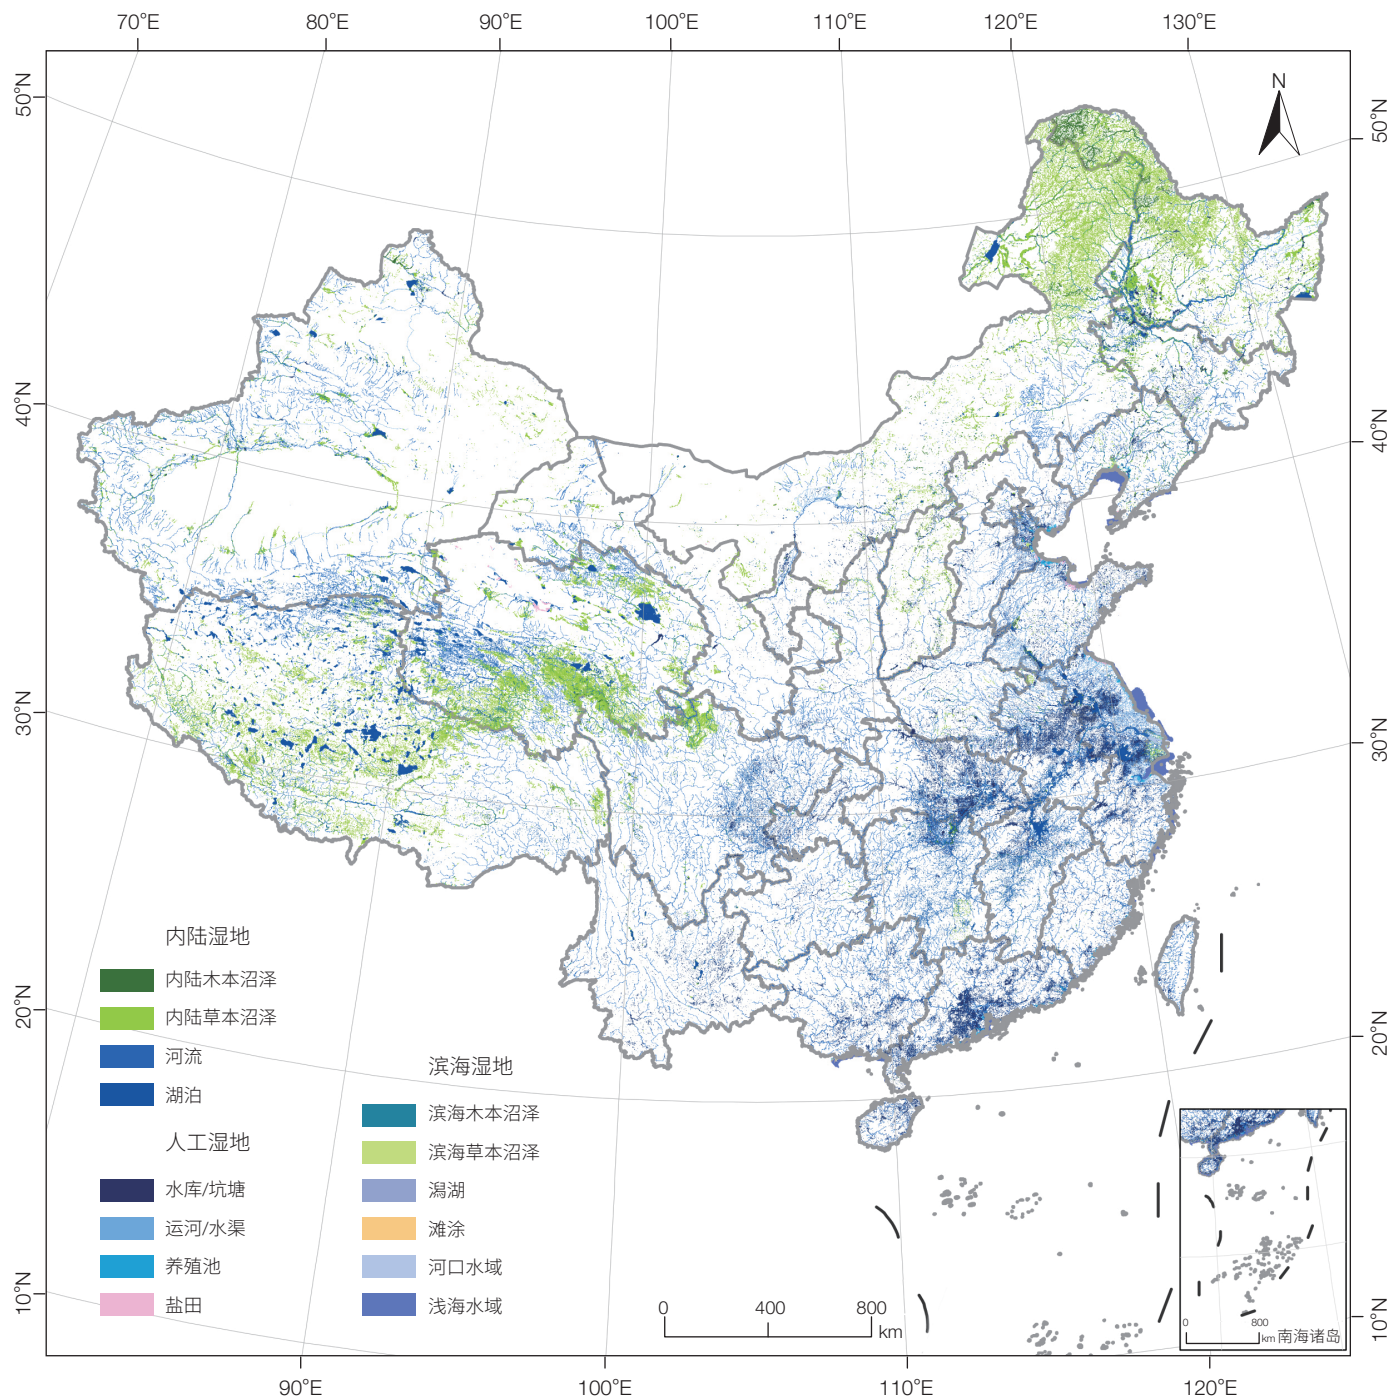 70°E 80°E 90°E 100°E 110°E 120°E 130°E
50°N
40°N
30°N
20°N
10°N
50°N
40°N
30°N
20°N
10°N
N
内陆湿地
内陆木本沼泽
内陆草本沼泽
河流
湖泊
人工湿地
水库/坑塘
运河/水渠
养殖池
盐田
滨海湿地
滨海木本沼泽
滨海草本沼泽
潟湖
滩涂
河口水域
浅海水域
0 400 800
km
0 800
km 南海诸岛
90°E 100°E 110°E 120°E